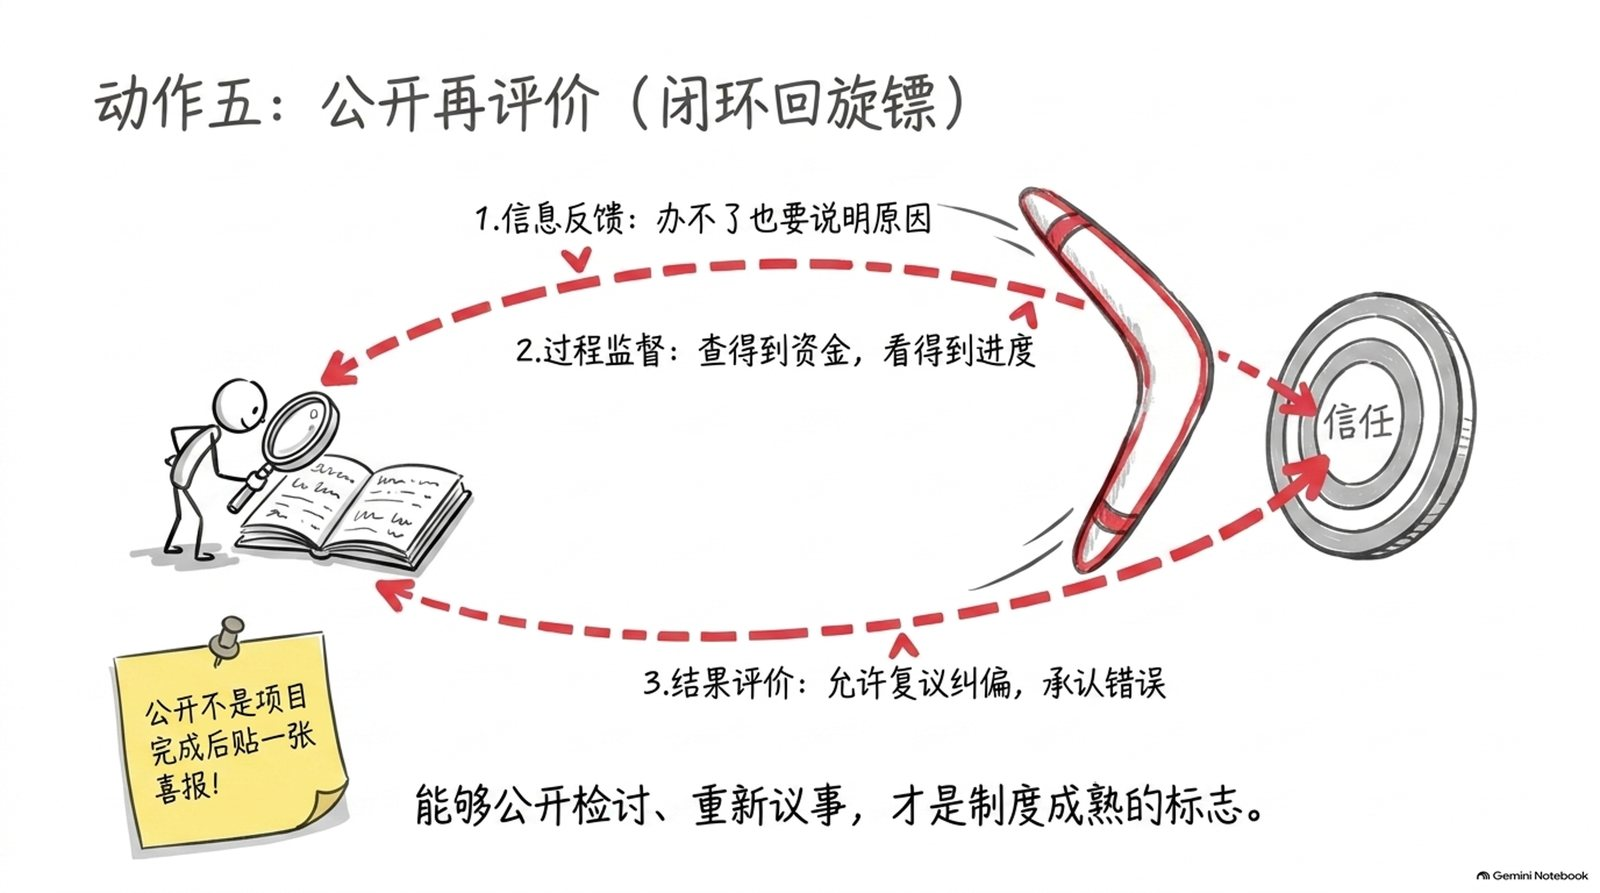 动作五：公开再评价（闭环回旋镖）
1.信息反馈：办不了也要说明原因
2.过程监督：查得到资金，看得到进度
信任
3.结果评价：允许复议纠偏，承认错误
公开不是项目
完成后贴一张
喜报！
能够公开检讨、重新议事，才是制度成熟的标志。
Gemini Notebook